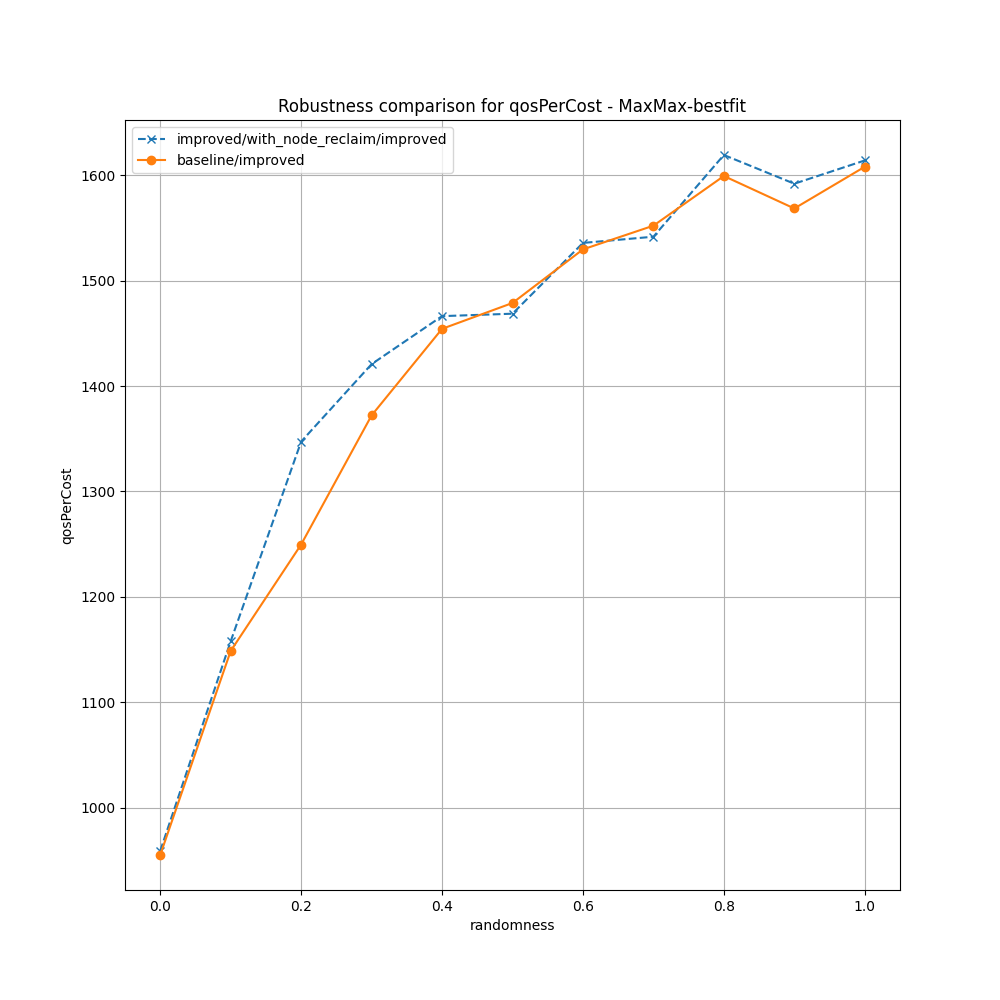 Robustness comparison for qosPerCost - MaxMax-bestfit
improved/with_node_reclaim/improved
baseline/improved
1600
1500
1400
1300
1200
1100
1000
qosPerCost
0.0 0.2 0.4 0.6 0.8 1.0
randomness